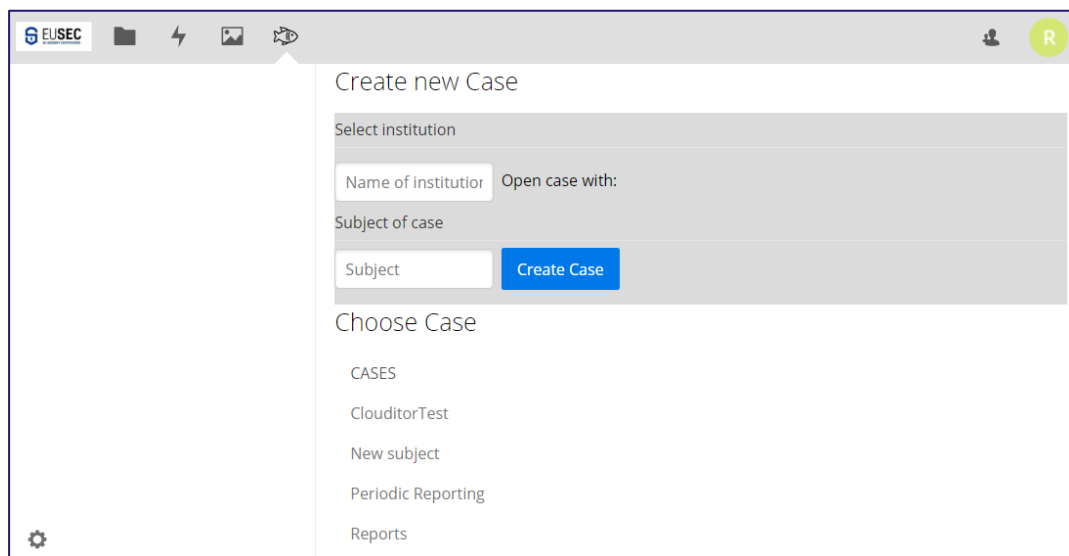 EUSEC
R
Create new Case
Select institution
Name of institution Open case with:
Subject of case
Subject Create Case
Choose Case
CASES
ClouditorTest
New subject
Periodic Reporting
Reports